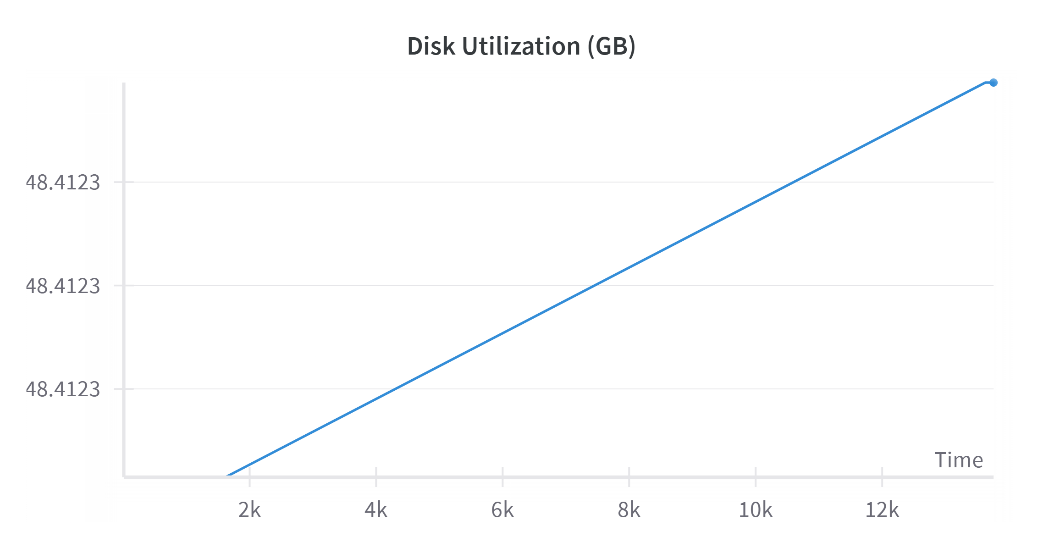 Disk Utilization (GB)
48.4123
48.4123
48.4123
Time
2k 4k 6k 8k 10k 12k